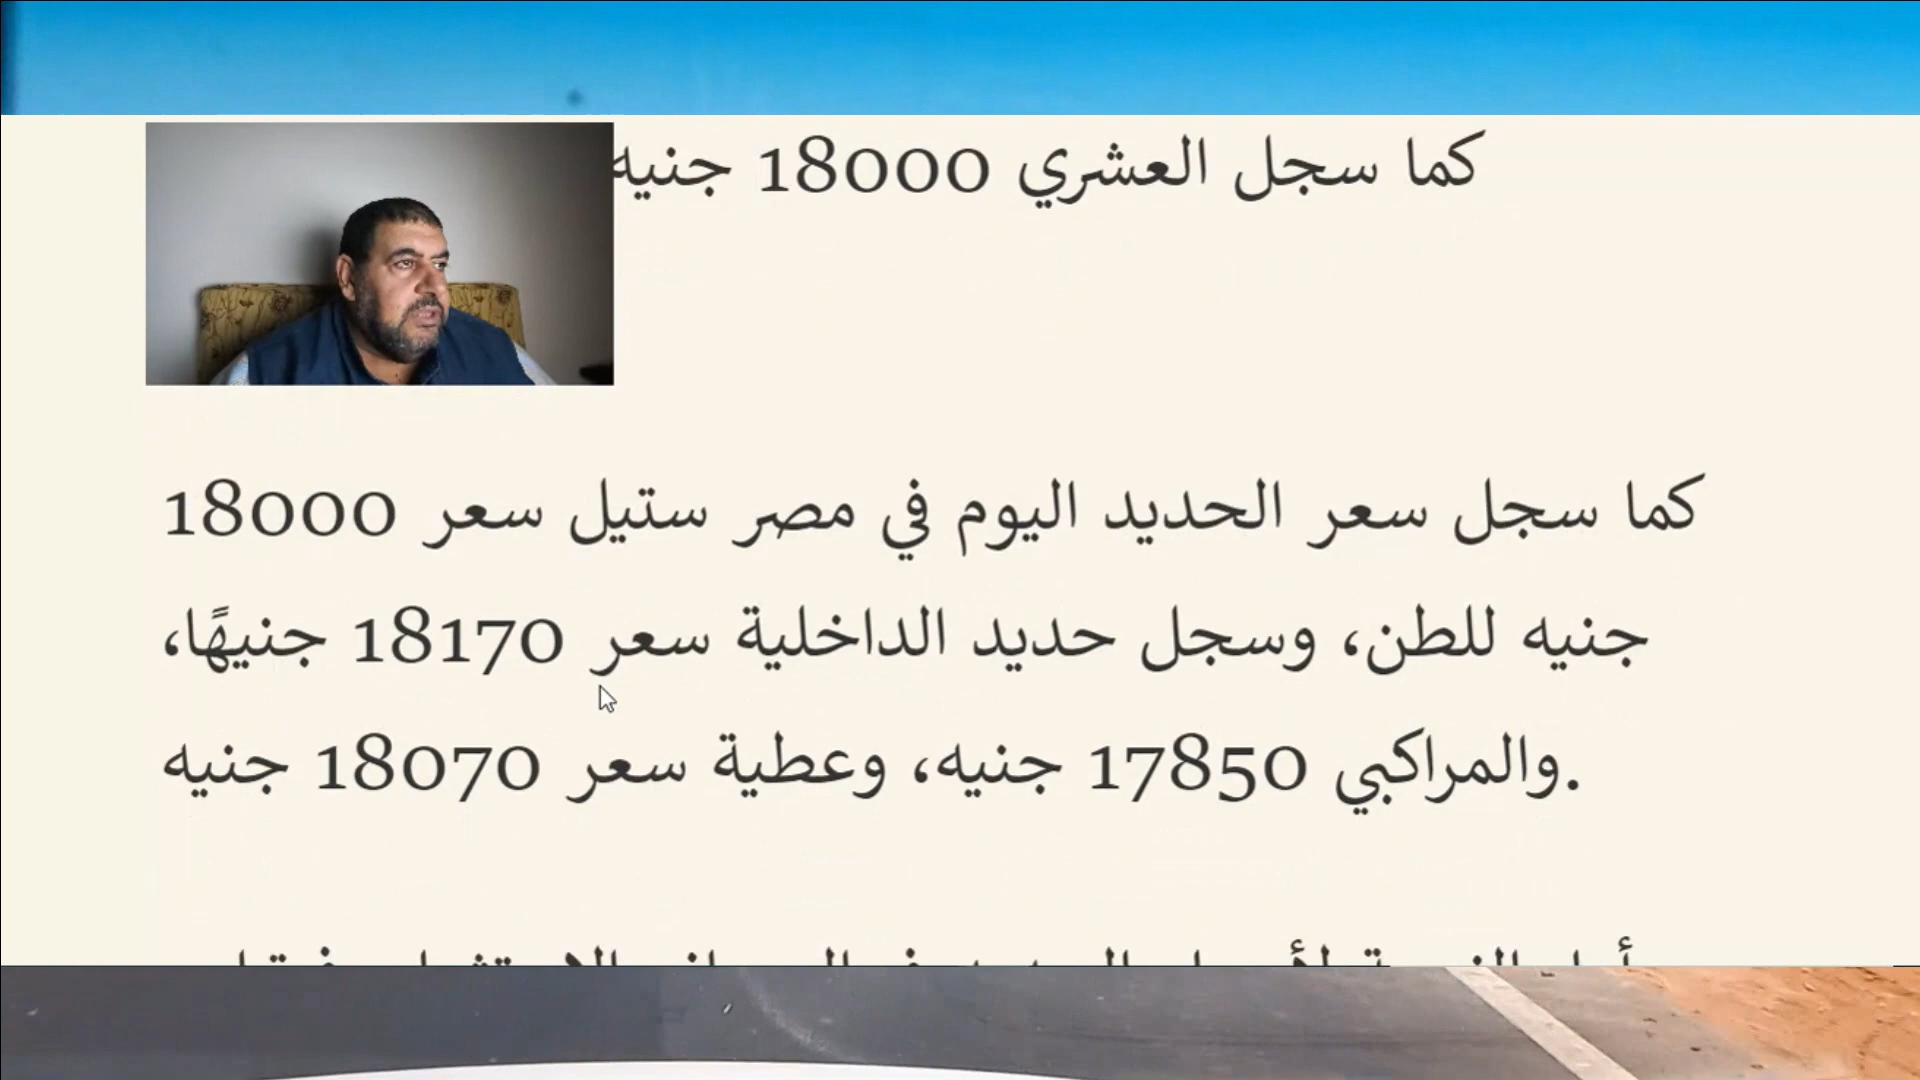 كما سجل العشري 18000 جنيه
كما سجل سعر الحديد اليوم في مصر ستيل سعر 18000
جنيه للطن، وسجل حديد الداخلية سعر 18170 جنيهًا،
والمراكبي 17850 جنيه، وعطية سعر 18070 جنيه.